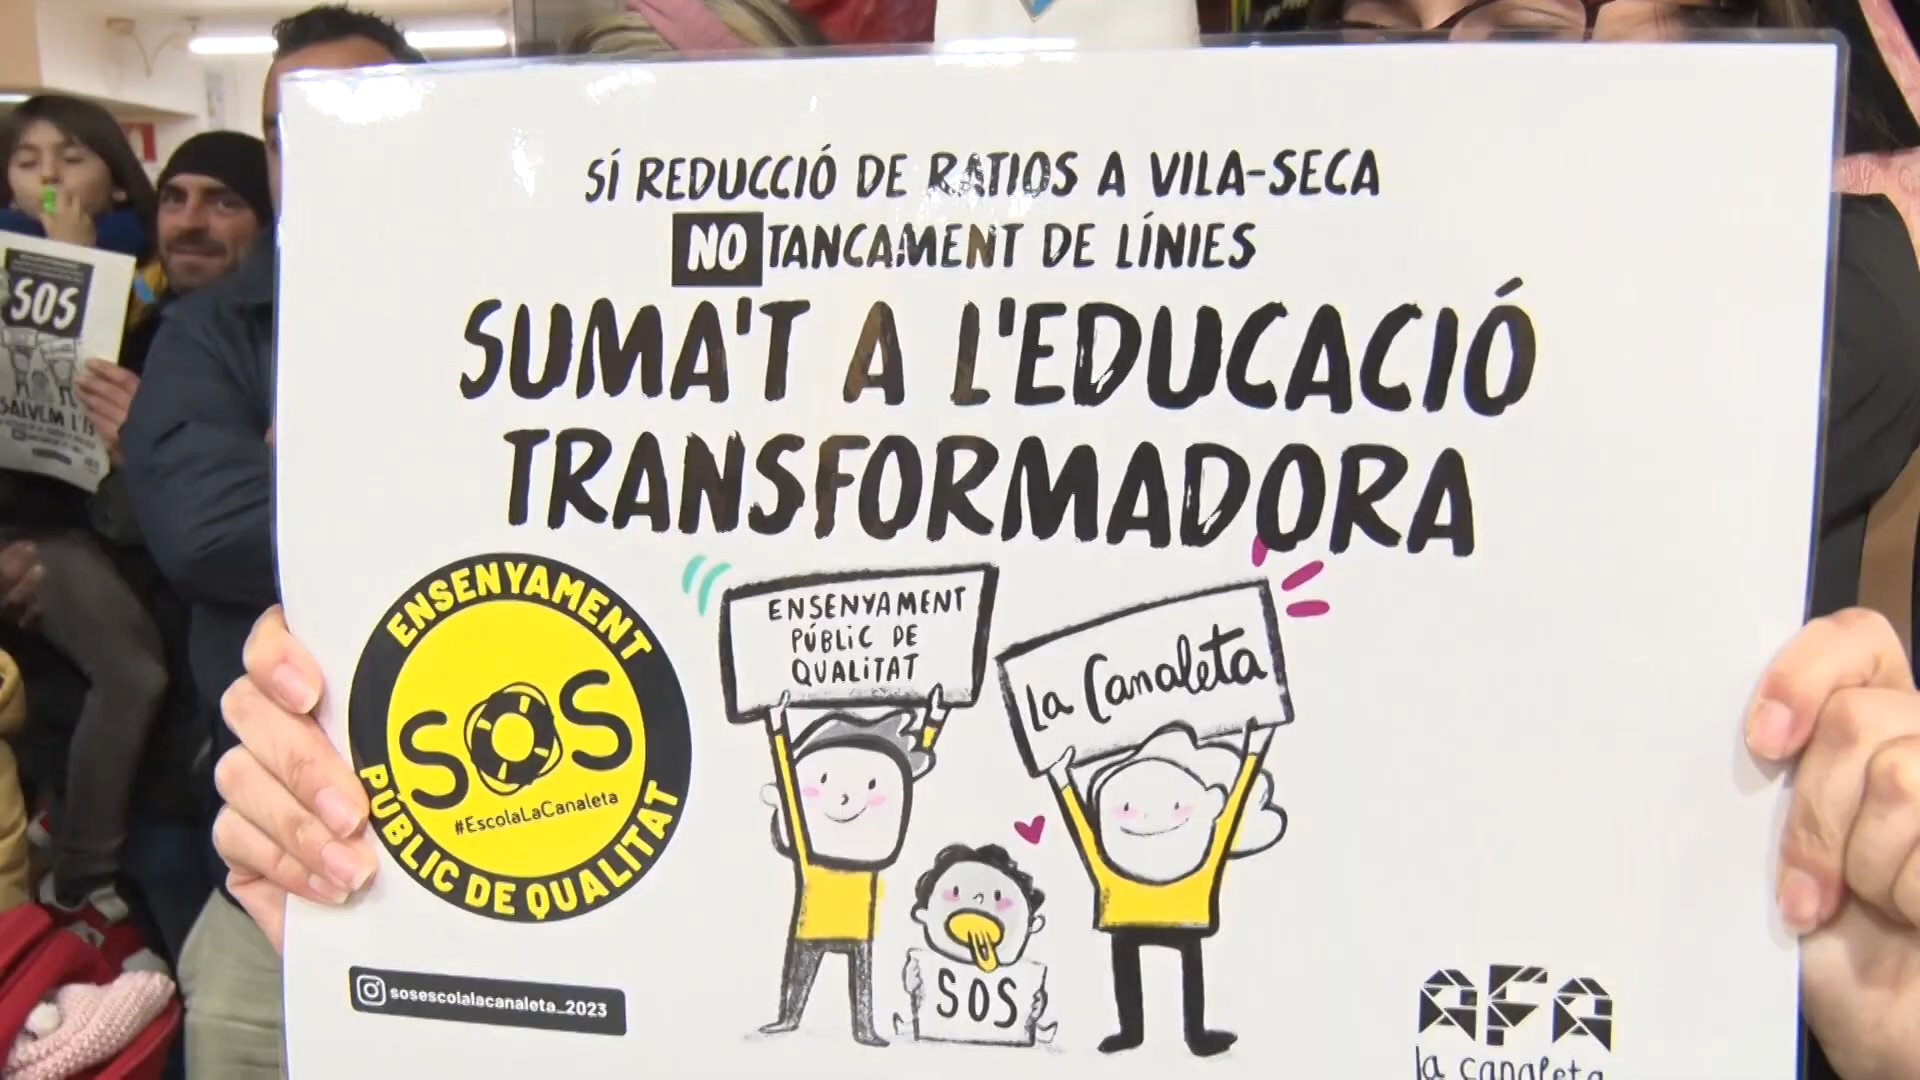 SÍ REDUCCIÓ DE RATIOS A VILA-SECA
NO TANCAMENT DE LÍNIES
SUMA'T A L'EDUCACIÓ
TRANSFORMADORA
ENSENYAMENT
SOS
#EscolaLaCanaleta
PÚBLIC DE QUALITAT
ENSENYAMENT
PÚBLiC DE
QUALiTAT
La Canaleta
SOS
sosescolalacanaleta_2023
AFA
la canaleta
SOS
SALVEM L'I3